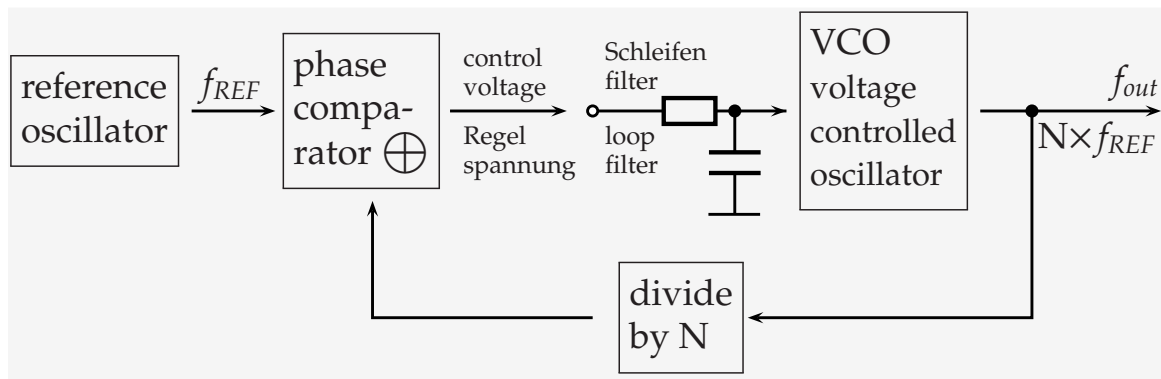 reference
oscillator
f_REF
phase
compa-
rator ⊕
control
voltage
Regel
spannung
Schleifen
filter
loop
filter
VCO
voltage
controlled
oscillator
f_out
N×f_REF
divide
by N